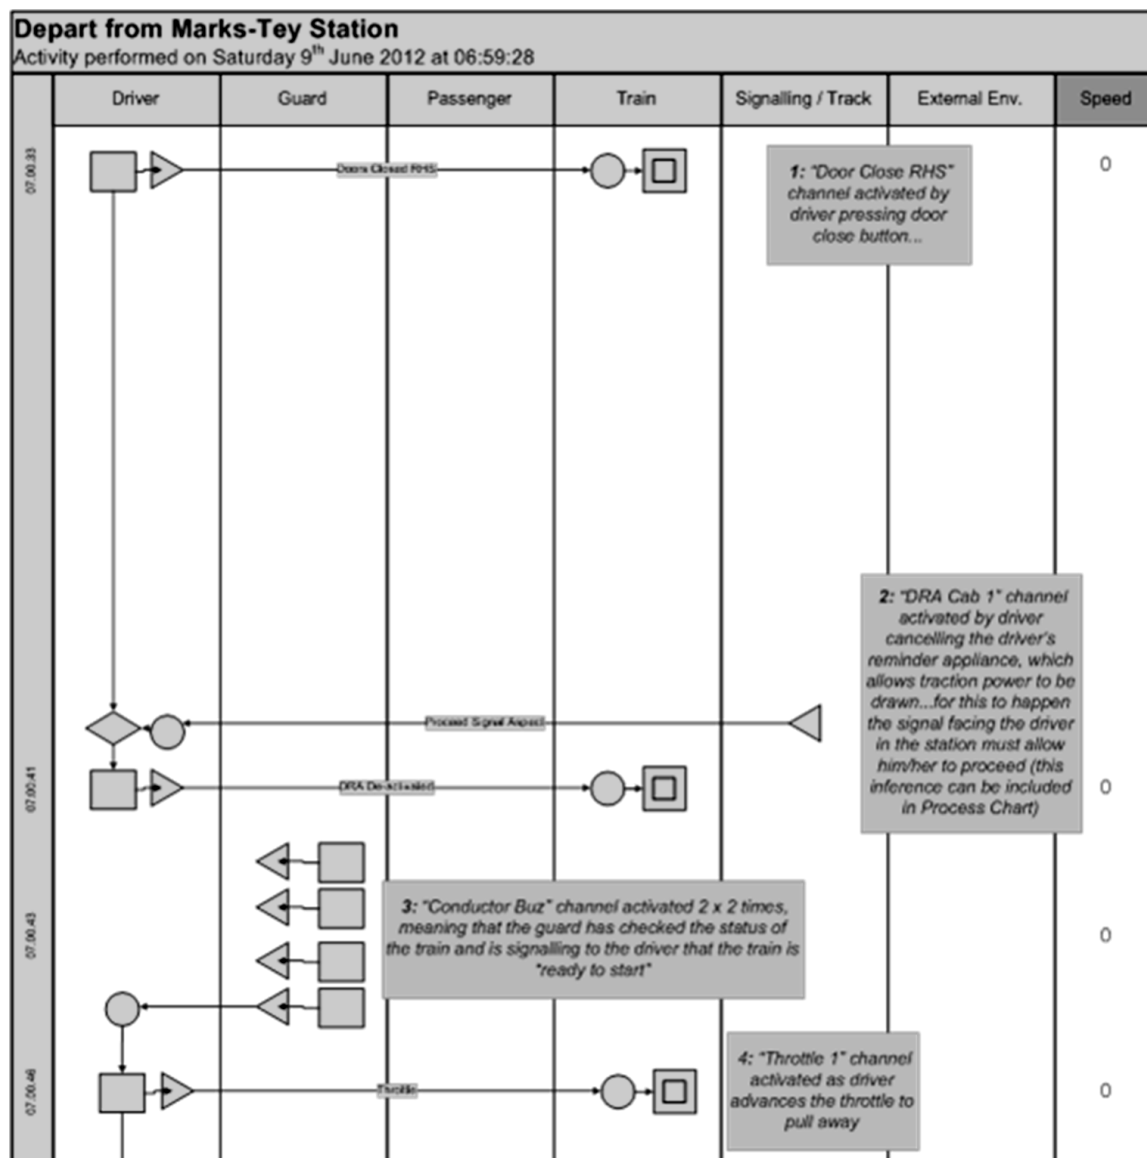 Depart from Marks-Tey Station
Activity performed on Saturday 9th June 2012 at 06:59:28
Driver Guard Passenger Train Signalling / Track External Env. Speed
07.00.33
Doors Closed RHS
0
1: "Door Close RHS"
channel activated by
driver pressing door
close button...
2: "DRA Cab 1" channel
activated by driver
cancelling the driver's
reminder appliance, which
allows traction power to be
drawn...for this to happen
the signal facing the driver
in the station must allow
him/her to proceed (this
inference can be included
in Process Chart)
Proceed Signal Aspect
07.00.41
DRA De-activated
0
07.00.43
3: "Conductor Buz" channel activated 2 x 2 times,
meaning that the guard has checked the status of
the train and is signalling to the driver that the train is
"ready to start"
0
4: "Throttle 1" channel
activated as driver
advances the throttle to
pull away
07.00.46
Throttle
0